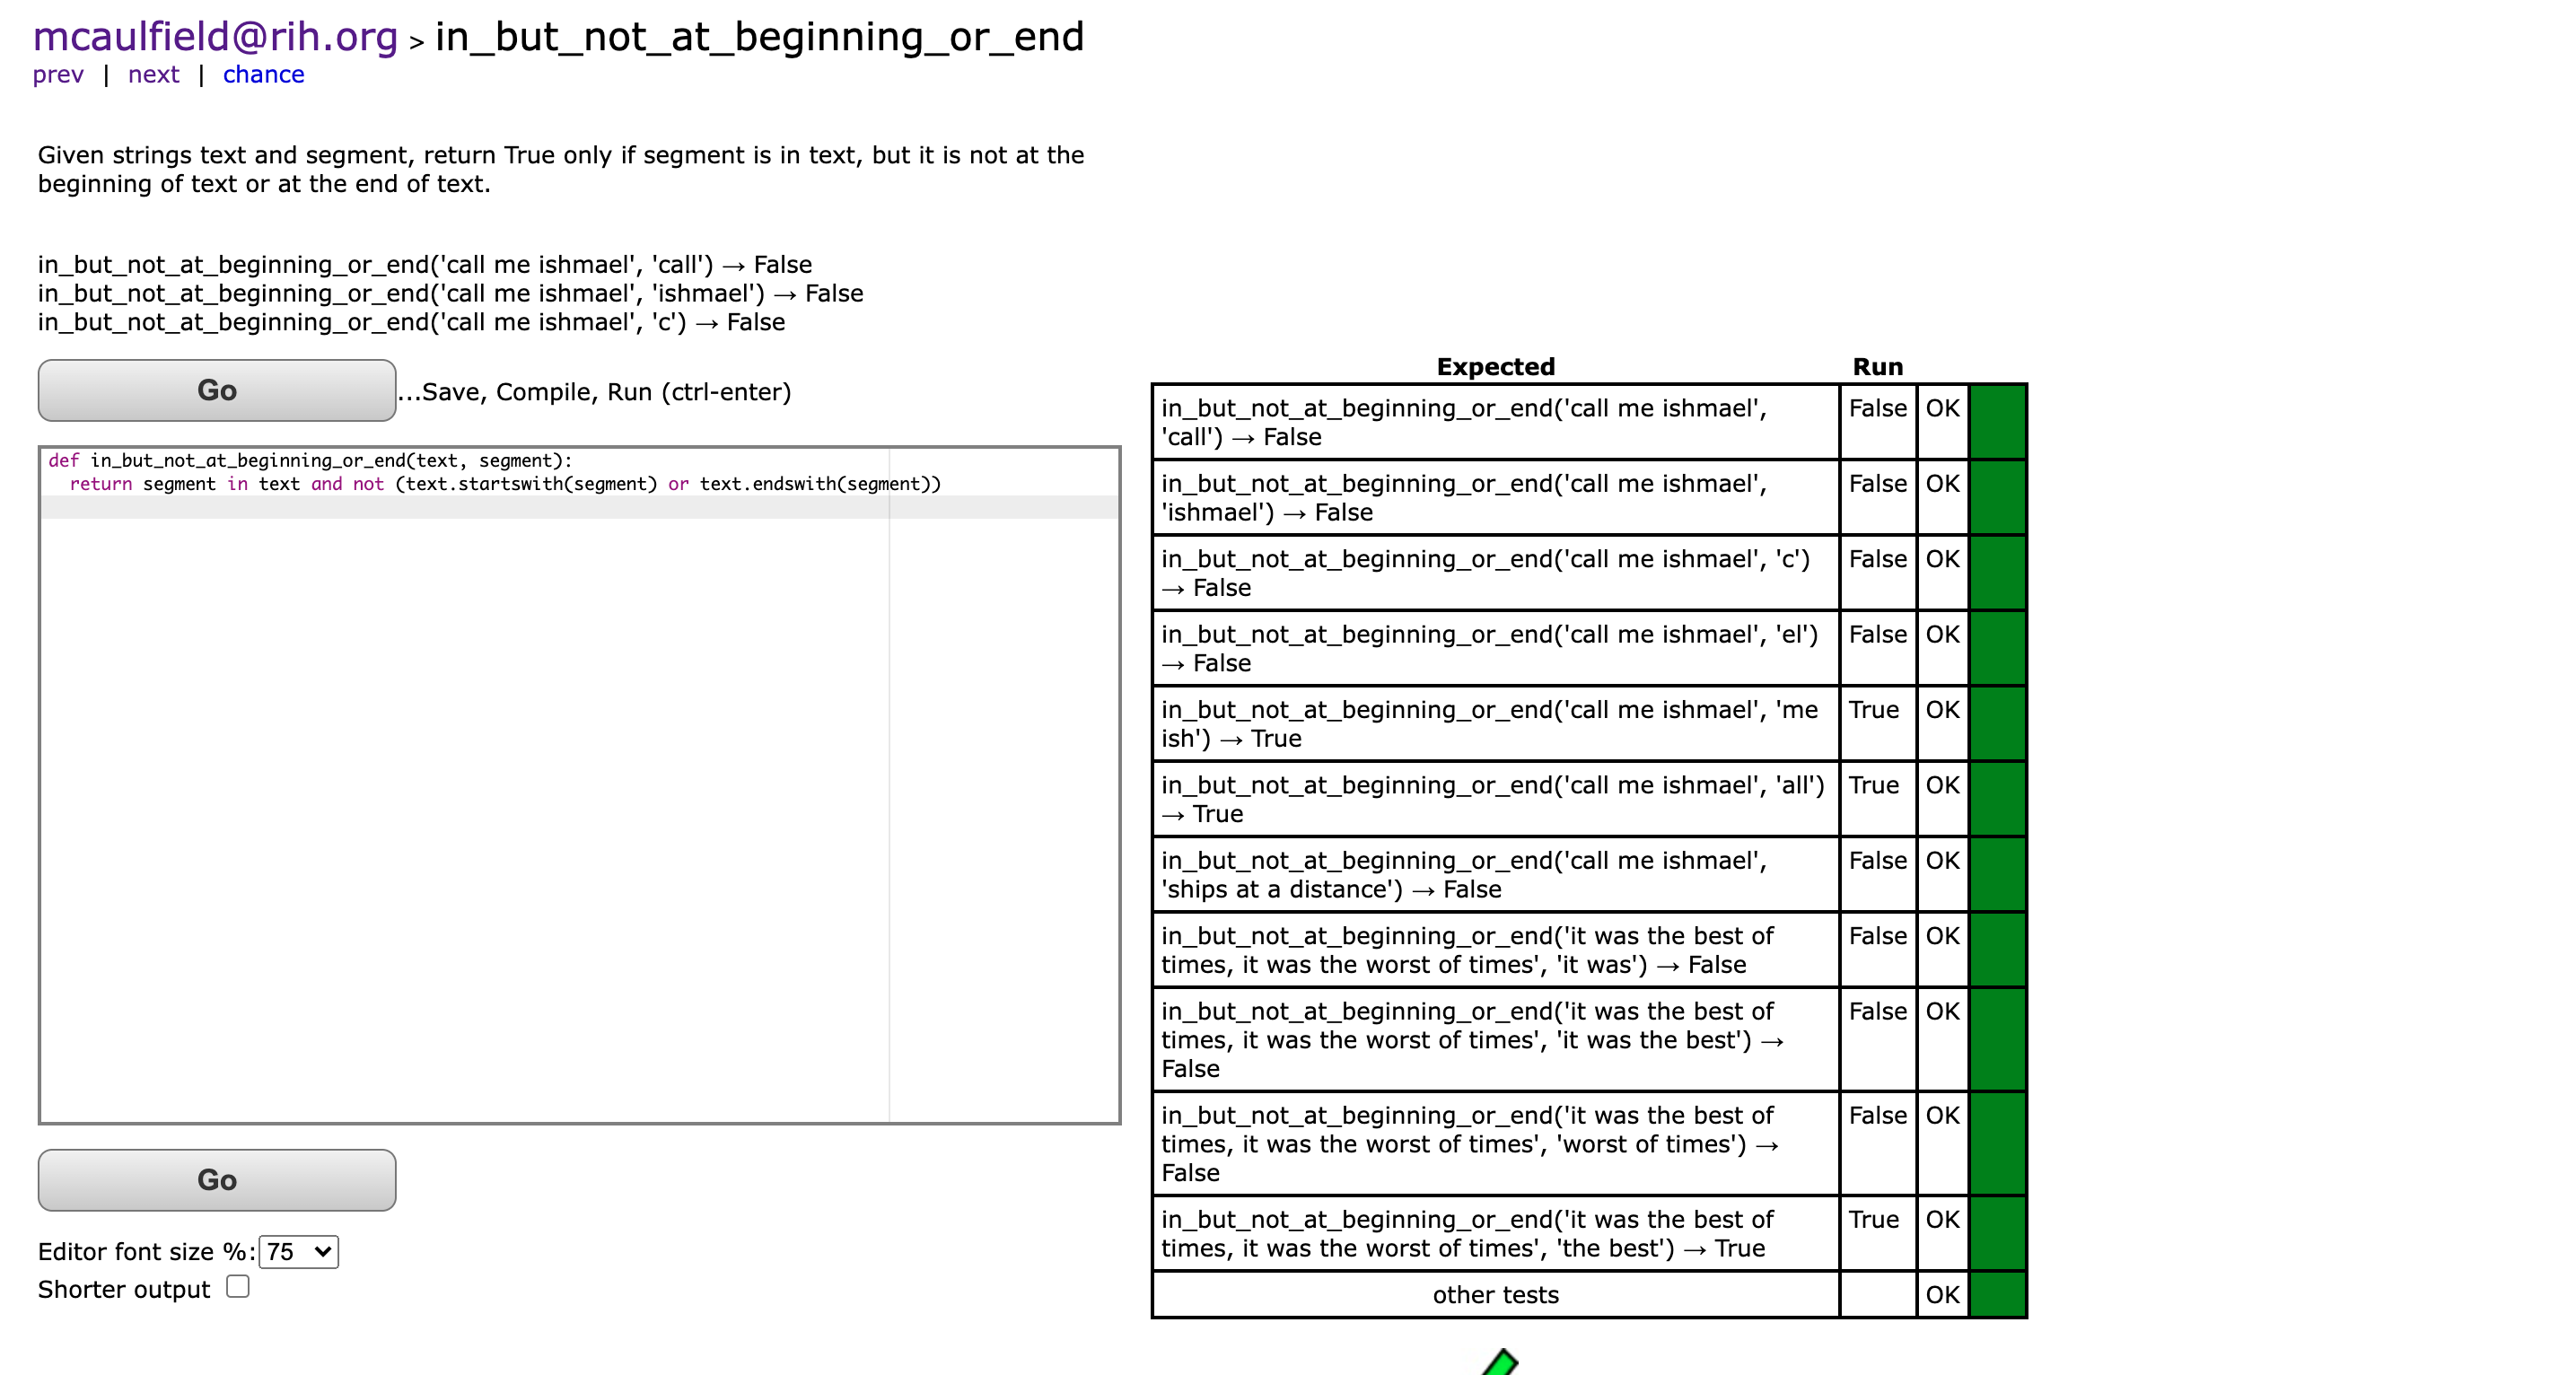 mcaulfield@rih.org > in_but_not_at_beginning_or_end
prev | next | chance
Given strings text and segment, return True only if segment is in text, but it is not at the
beginning of text or at the end of text.
in_but_not_at_beginning_or_end('call me ishmael', 'call') → False
in_but_not_at_beginning_or_end('call me ishmael', 'ishmael') → False
in_but_not_at_beginning_or_end('call me ishmael', 'c') → False
Go ...Save, Compile, Run (ctrl-enter)
def in_but_not_at_beginning_or_end(text, segment):
  return segment in text and not (text.startswith(segment) or text.endswith(segment))
Go
Editor font size %: 75
Shorter output
Expected Run
in_but_not_at_beginning_or_end('call me ishmael', False OK
'call') → False
in_but_not_at_beginning_or_end('call me ishmael', False OK
'ishmael') → False
in_but_not_at_beginning_or_end('call me ishmael', 'c') False OK
→ False
in_but_not_at_beginning_or_end('call me ishmael', 'el') False OK
→ False
in_but_not_at_beginning_or_end('call me ishmael', 'me True OK
ish') → True
in_but_not_at_beginning_or_end('call me ishmael', 'all') True OK
→ True
in_but_not_at_beginning_or_end('call me ishmael', False OK
'ships at a distance') → False
in_but_not_at_beginning_or_end('it was the best of False OK
times, it was the worst of times', 'it was') → False
in_but_not_at_beginning_or_end('it was the best of False OK
times, it was the worst of times', 'it was the best') →
False
in_but_not_at_beginning_or_end('it was the best of False OK
times, it was the worst of times', 'worst of times') →
False
in_but_not_at_beginning_or_end('it was the best of True OK
times, it was the worst of times', 'the best') → True
other tests OK